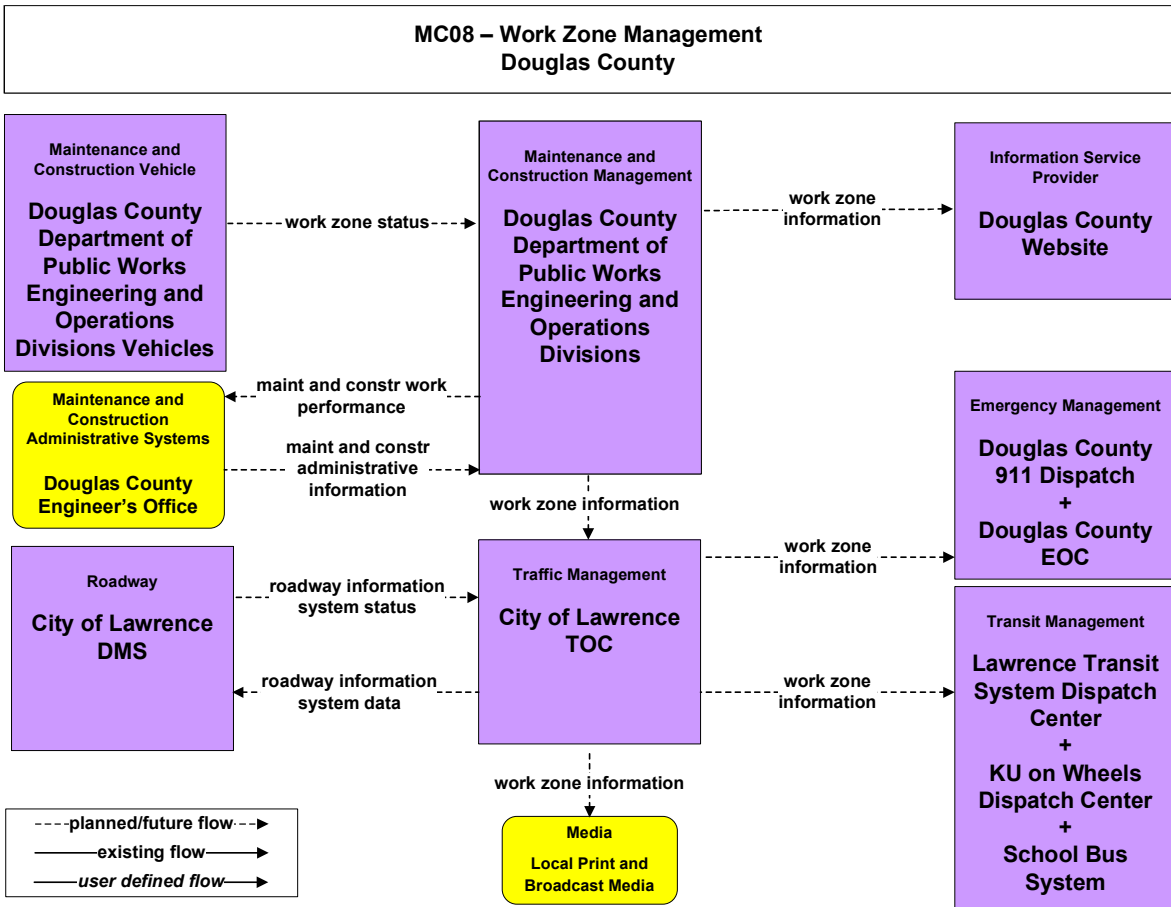 MC08 – Work Zone Management
Douglas County
Maintenance and
Construction Vehicle
Douglas County
Department of
Public Works
Engineering and
Operations
Divisions Vehicles
work zone status
Maintenance and
Construction Management
Douglas County
Department of
Public Works
Engineering and
Operations
Divisions
work zone
information
Information Service
Provider
Douglas County
Website
maint and constr work
performance
Maintenance and
Construction
Administrative Systems
Douglas County
Engineer's Office
maint and constr
administrative
information
work zone information
Emergency Management
Douglas County
911 Dispatch
+
Douglas County
EOC
Roadway
City of Lawrence
DMS
roadway information
system status
roadway information
system data
Traffic Management
City of Lawrence
TOC
work zone
information
work zone
information
Transit Management
Lawrence Transit
System Dispatch
Center
+
KU on Wheels
Dispatch Center
+
School Bus
System
work zone information
Media
Local Print and
Broadcast Media
planned/future flow
existing flow
user defined flow